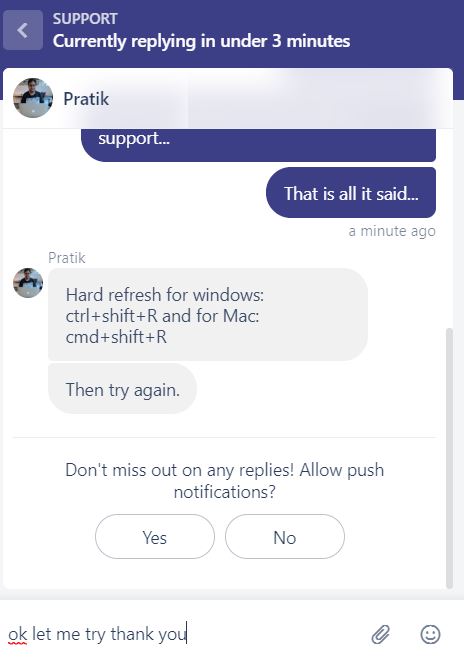 SUPPORT
Currently replying in under 3 minutes
Pratik
support...
That is all it said...
a minute ago
Pratik
Hard refresh for windows:
ctrl+shift+R and for Mac:
cmd+shift+R
Then try again.
Don't miss out on any replies! Allow push
notifications?
Yes
No
ok let me try thank you